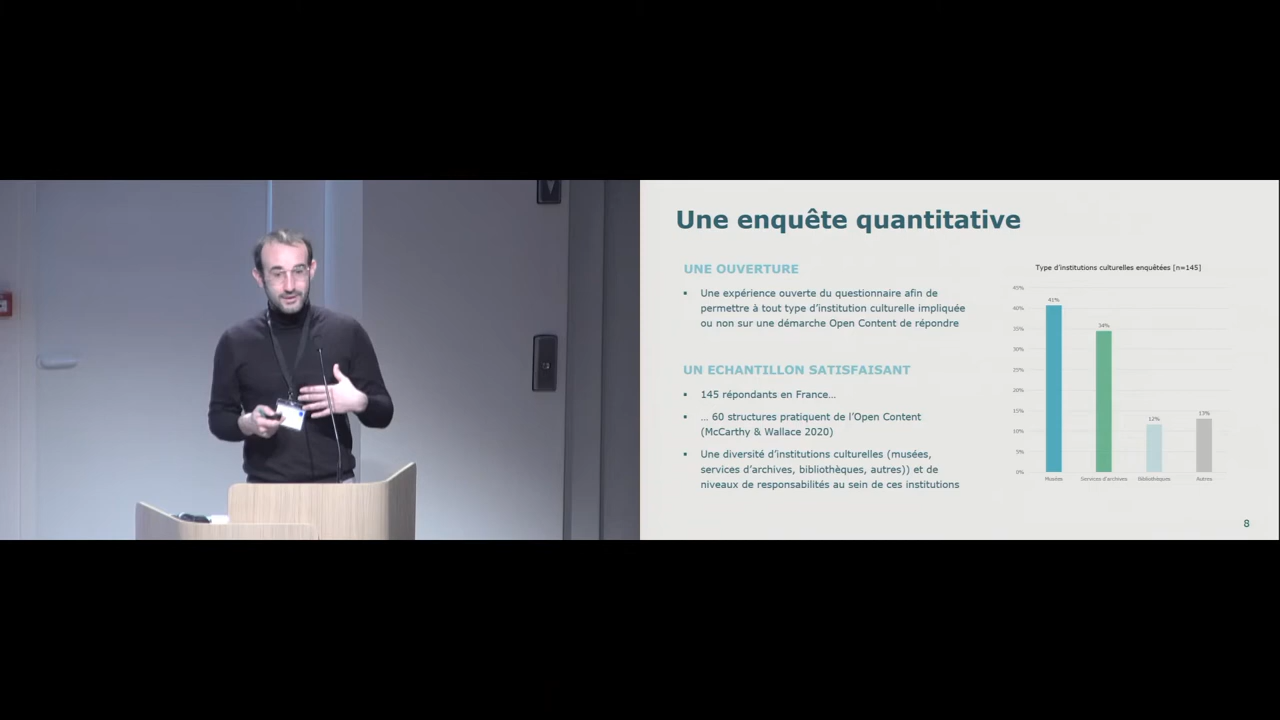 Une enquête quantitative
UNE OUVERTURE
▪ Une expérience ouverte du questionnaire afin de
permettre à tout type d'institution culturelle impliquée
ou non sur une démarche Open Content de répondre
UN ECHANTILLON SATISFAISANT
▪ 145 répondants en France…
▪ … 60 structures pratiquent de l'Open Content
(McCarthy & Wallace 2020)
▪ Une diversité d'institutions culturelles (musées,
services d'archives, bibliothèques, autres)) et de
niveaux de responsabilités au sein de ces institutions
Type d'institutions culturelles enquêtées [n=145]
45%
40%
35%
30%
25%
20%
15%
10%
5%
0%
41%
34%
12%
13%
Musées
Services d'archives
Bibliothèques
Autres
8